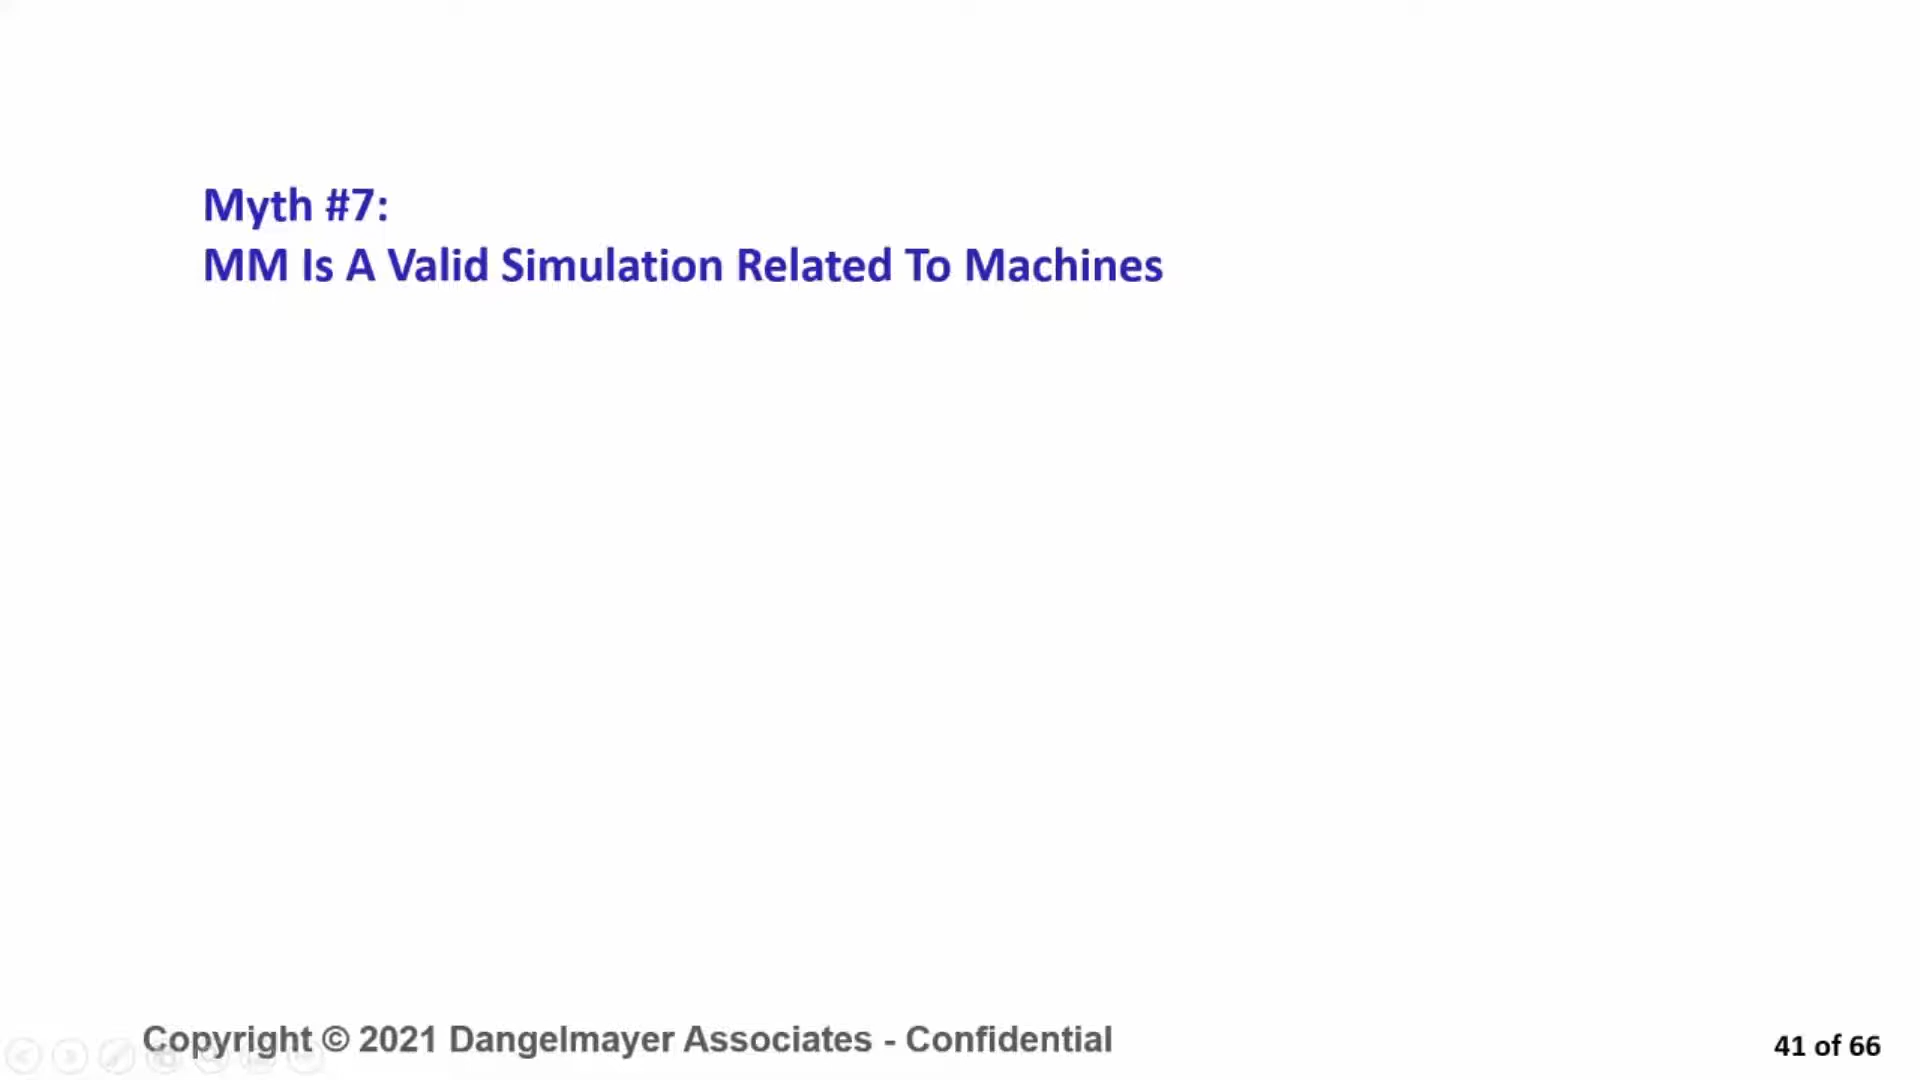 Myth #7:
MM Is A Valid Simulation Related To Machines
Copyright © 2021 Dangelmayer Associates - Confidential
41 of 66